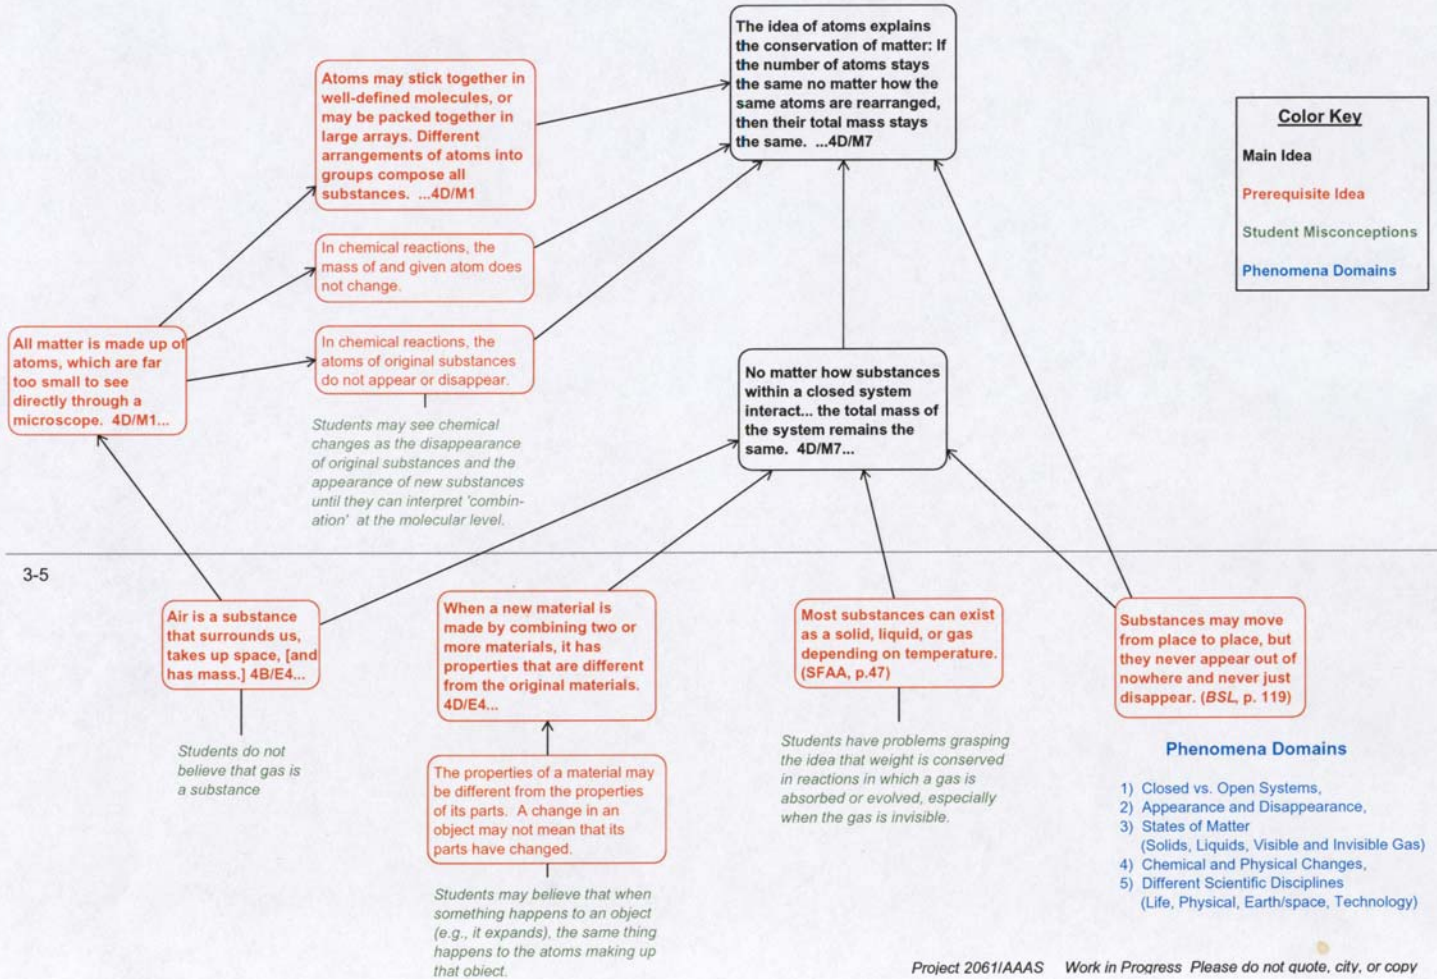 The idea of atoms explains
the conservation of matter: If
the number of atoms stays
the same no matter how the
same atoms are rearranged,
then their total mass stays
the same. ...4D/M7
Atoms may stick together in
well-defined molecules, or
may be packed together in
large arrays. Different
arrangements of atoms into
groups compose all
substances. ...4D/M1
Color Key
Main Idea
Prerequisite Idea
Student Misconceptions
Phenomena Domains
In chemical reactions, the
mass of and given atom does
not change.
All matter is made up of
atoms, which are far
too small to see
directly through a
microscope. 4D/M1...
In chemical reactions, the
atoms of original substances
do not appear or disappear.
Students may see chemical
changes as the disappearance
of original substances and the
appearance of new substances
until they can interpret 'combin-
ation' at the molecular level.
No matter how substances
within a closed system
interact... the total mass of
the system remains the
same. 4D/M7...
3-5
Air is a substance
that surrounds us,
takes up space, [and
has mass.] 4B/E4...
Students do not
believe that gas is
a substance
When a new material is
made by combining two or
more materials, it has
properties that are different
from the original materials.
4D/E4...
The properties of a material may
be different from the properties
of its parts. A change in an
object may not mean that its
parts have changed.
Students may believe that when
something happens to an object
(e.g., it expands), the same thing
happens to the atoms making up
that object.
Most substances can exist
as a solid, liquid, or gas
depending on temperature.
(SFAA, p.47)
Students have problems grasping
the idea that weight is conserved
in reactions in which a gas is
absorbed or evolved, especially
when the gas is invisible.
Substances may move
from place to place, but
they never appear out of
nowhere and never just
disappear. (BSL, p. 119)
Phenomena Domains
1) Closed vs. Open Systems,
2) Appearance and Disappearance,
3) States of Matter
(Solids, Liquids, Visible and Invisible Gas)
4) Chemical and Physical Changes,
5) Different Scientific Disciplines
(Life, Physical, Earth/space, Technology)
Project 2061/AAAS Work in Progress Please do not quote, city, or copy